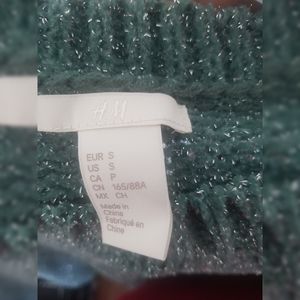 H&M
EUR S
US S
CA P
CN 165/88A
MX CH
Made in
China
Fabriqué en
Chine